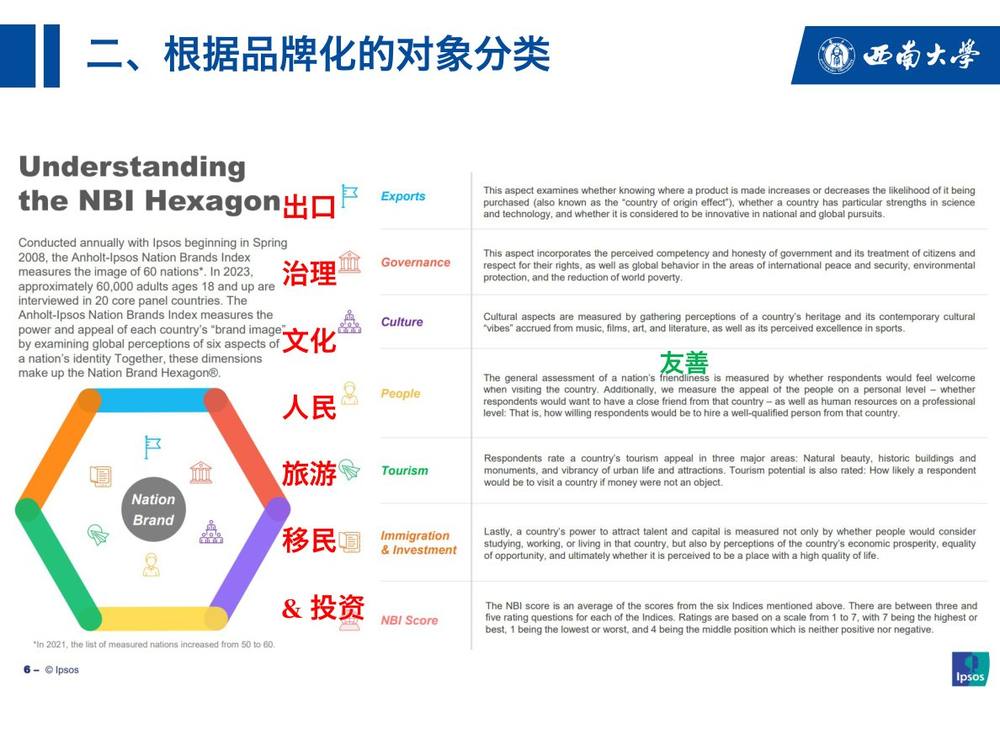 二、根据品牌化的对象分类
西南大学
Understanding
the NBI Hexagon
Conducted annually with Ipsos beginning in Spring
2008, the Anholt-Ipsos Nation Brands Index
measures the image of 60 nations*. In 2023,
approximately 60,000 adults ages 18 and up are
interviewed in 20 core panel countries. The
Anholt-Ipsos Nation Brands Index measures the
power and appeal of each country's “brand image”
by examining global perceptions of six aspects of
a nation's identity Together, these dimensions
make up the Nation Brand Hexagon®.
Nation
Brand
*In 2021, the list of measured nations increased from 50 to 60.
出口
Exports
This aspect examines whether knowing where a product is made increases or decreases the likelihood of it being
purchased (also known as the “country of origin effect”), whether a country has particular strengths in science
and technology, and whether it is considered to be innovative in national and global pursuits.
治理
Governance
This aspect incorporates the perceived competency and honesty of government and its treatment of citizens and
respect for their rights, as well as global behavior in the areas of international peace and security, environmental
protection, and the reduction of world poverty.
文化
Culture
Cultural aspects are measured by gathering perceptions of a country's heritage and its contemporary cultural
“vibes” accrued from music, films, art, and literature, as well as its perceived excellence in sports.
人民
People
友善
The general assessment of a nation's friendliness is measured by whether respondents would feel welcome
when visiting the country. Additionally, we measure the appeal of the people on a personal level – whether
respondents would want to have a close friend from that country – as well as human resources on a professional
level: That is, how willing respondents would be to hire a well-qualified person from that country.
旅游
Tourism
Respondents rate a country's tourism appeal in three major areas: Natural beauty, historic buildings and
monuments, and vibrancy of urban life and attractions. Tourism potential is also rated: How likely a respondent
would be to visit a country if money were not an object.
移民
Immigration
& Investment
Lastly, a country's power to attract talent and capital is measured not only by whether people would consider
studying, working, or living in that country, but also by perceptions of the country's economic prosperity, equality
of opportunity, and ultimately whether it is perceived to be a place with a high quality of life.
& 投资
NBI Score
The NBI score is an average of the scores from the six Indices mentioned above. There are between three and
five rating questions for each of the Indices. Ratings are based on a scale from 1 to 7, with 7 being the highest or
best, 1 being the lowest or worst, and 4 being the middle position which is neither positive nor negative.
6 – © Ipsos
Ipsos